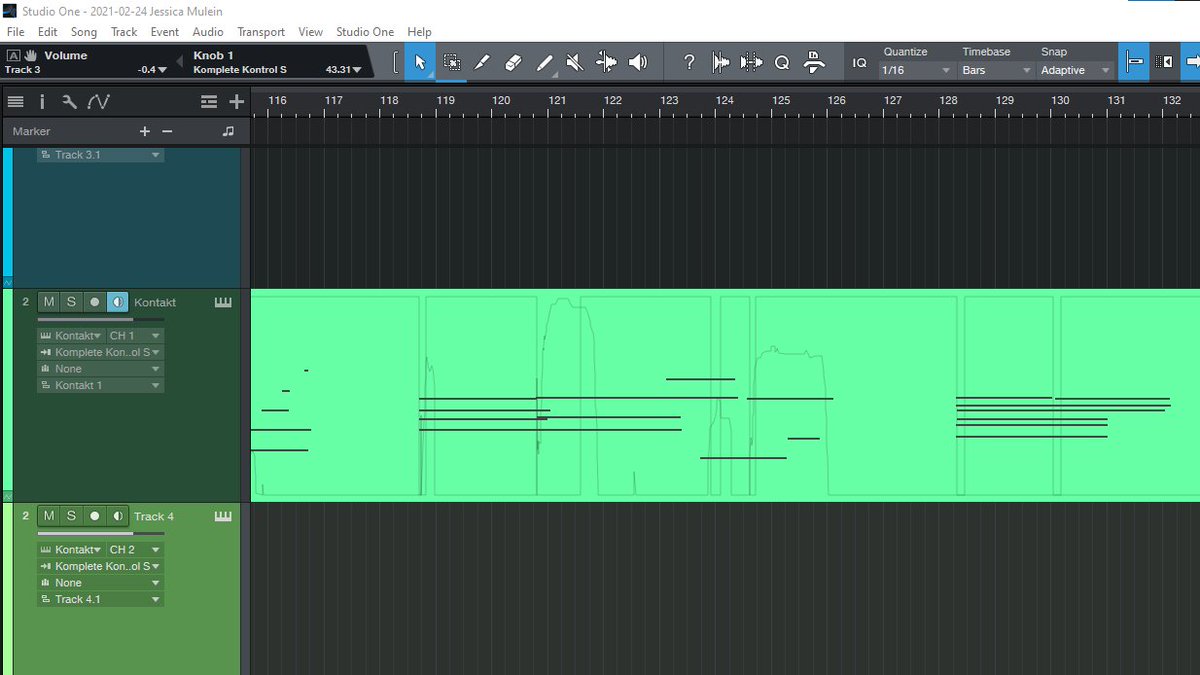 Studio One - 2021-02-24 Jessica Mulein
File Edit Song Track Event Audio Transport View Studio One Help
A Volume Knob 1
Track 3 -0.4 Komplete Kontrol S 43.31
? Q IQ
Quantize Timebase Snap
1/16 Bars Adaptive
116 117 118 119 120 121 122 123 124 125 126 127 128 129 130 131 132
Marker
Track 3.1
2 M S Kontakt
Kontakt CH 1
Komplete Kon..ol S
None
Kontakt 1
2 M S Track 4
Kontakt CH 2
Komplete Kon..ol S
None
Track 4.1